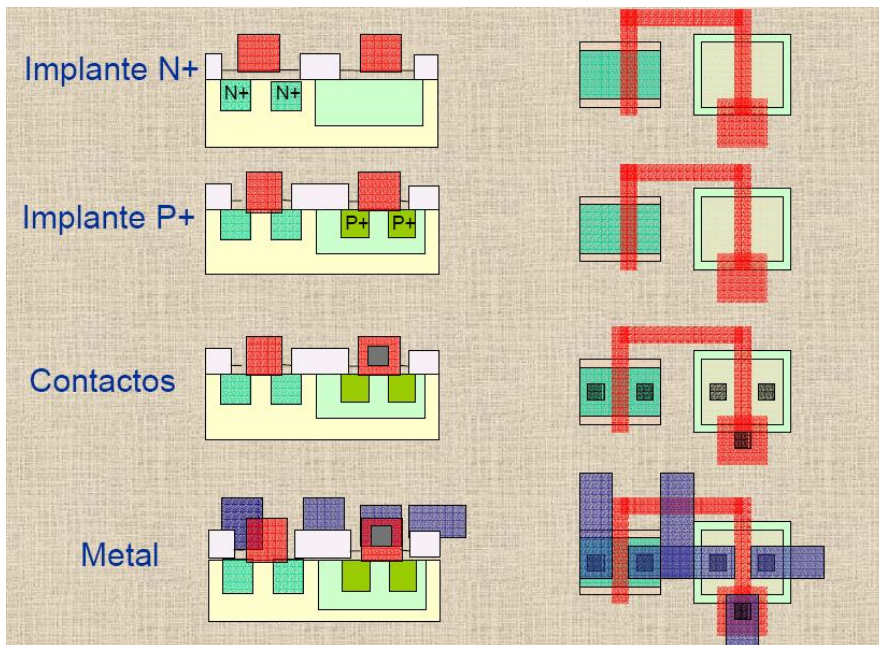 Implante N+
N+ N+
Implante P+
P+ P+
Contactos
Metal